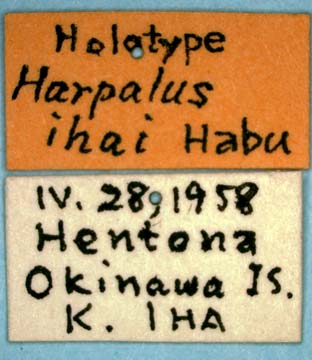 Holotype
Harpalus
ihai Habu
IV. 28, 1958
Hentona
Okinawa Is.
K. IHA